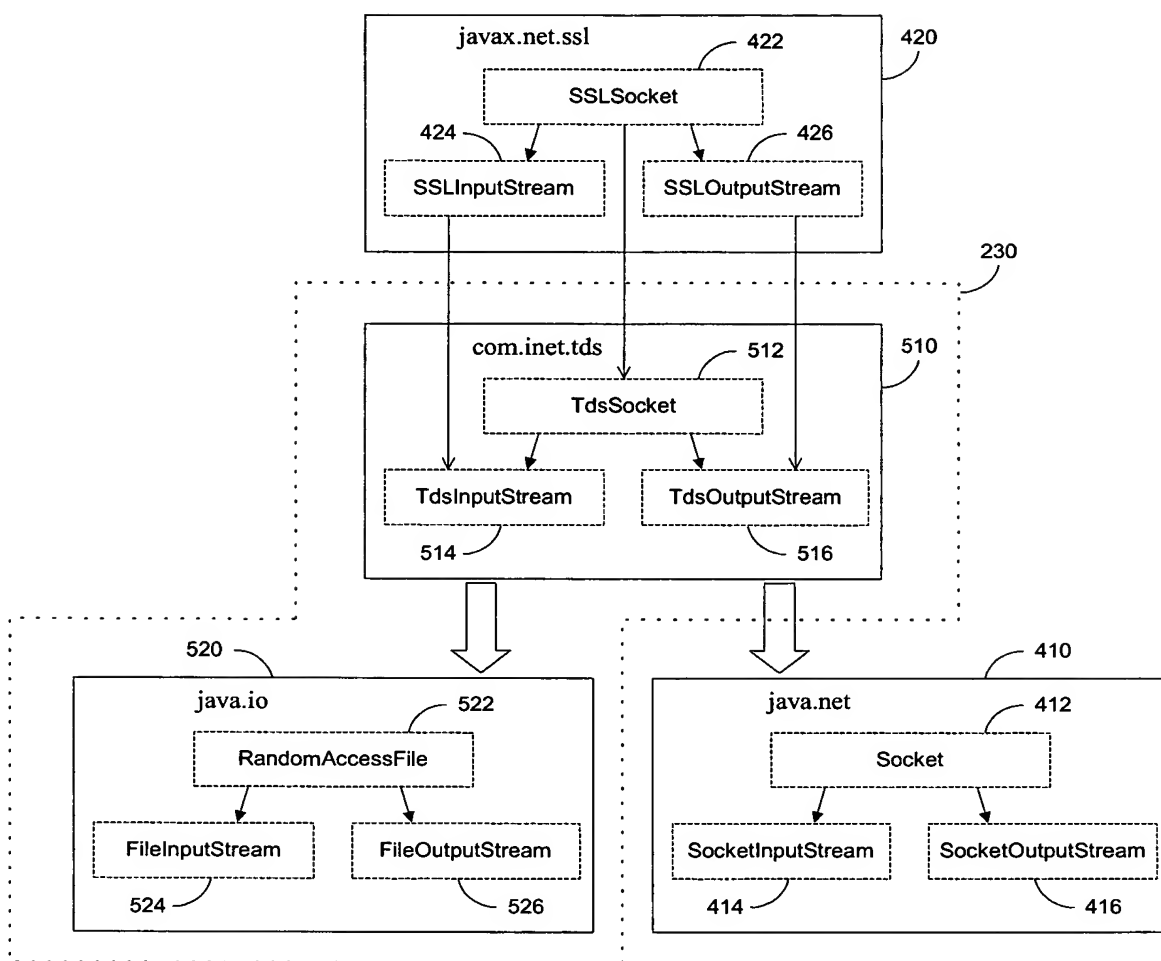 javax.net.ssl
422
420
SSLSocket
424
426
SSLInputStream
SSLOutputStream
230
com.inet.tds
512
510
TdsSocket
TdsInputStream
TdsOutputStream
514
516
520
410
java.io
522
java.net
412
RandomAccessFile
Socket
FileInputStream
FileOutputStream
SocketInputStream
SocketOutputStream
524
526
414
416